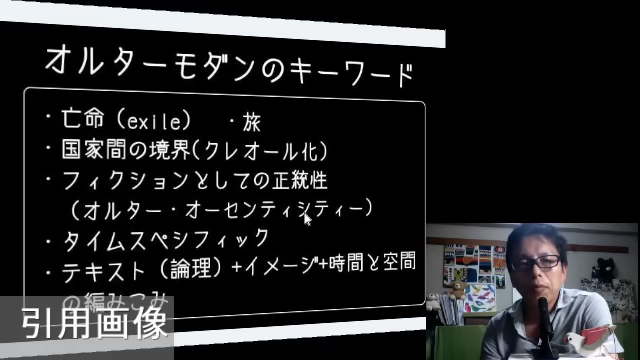 オルターモダンのキーワード
・亡命（exile）　・旅
・国家間の境界(クレオール化)
・フィクションとしての正統性
（オルター・オーセンティシティー）
・タイムスペシフィック
・テキスト（論理）+イメージ+時間と空間
の編みこみ
引用画像